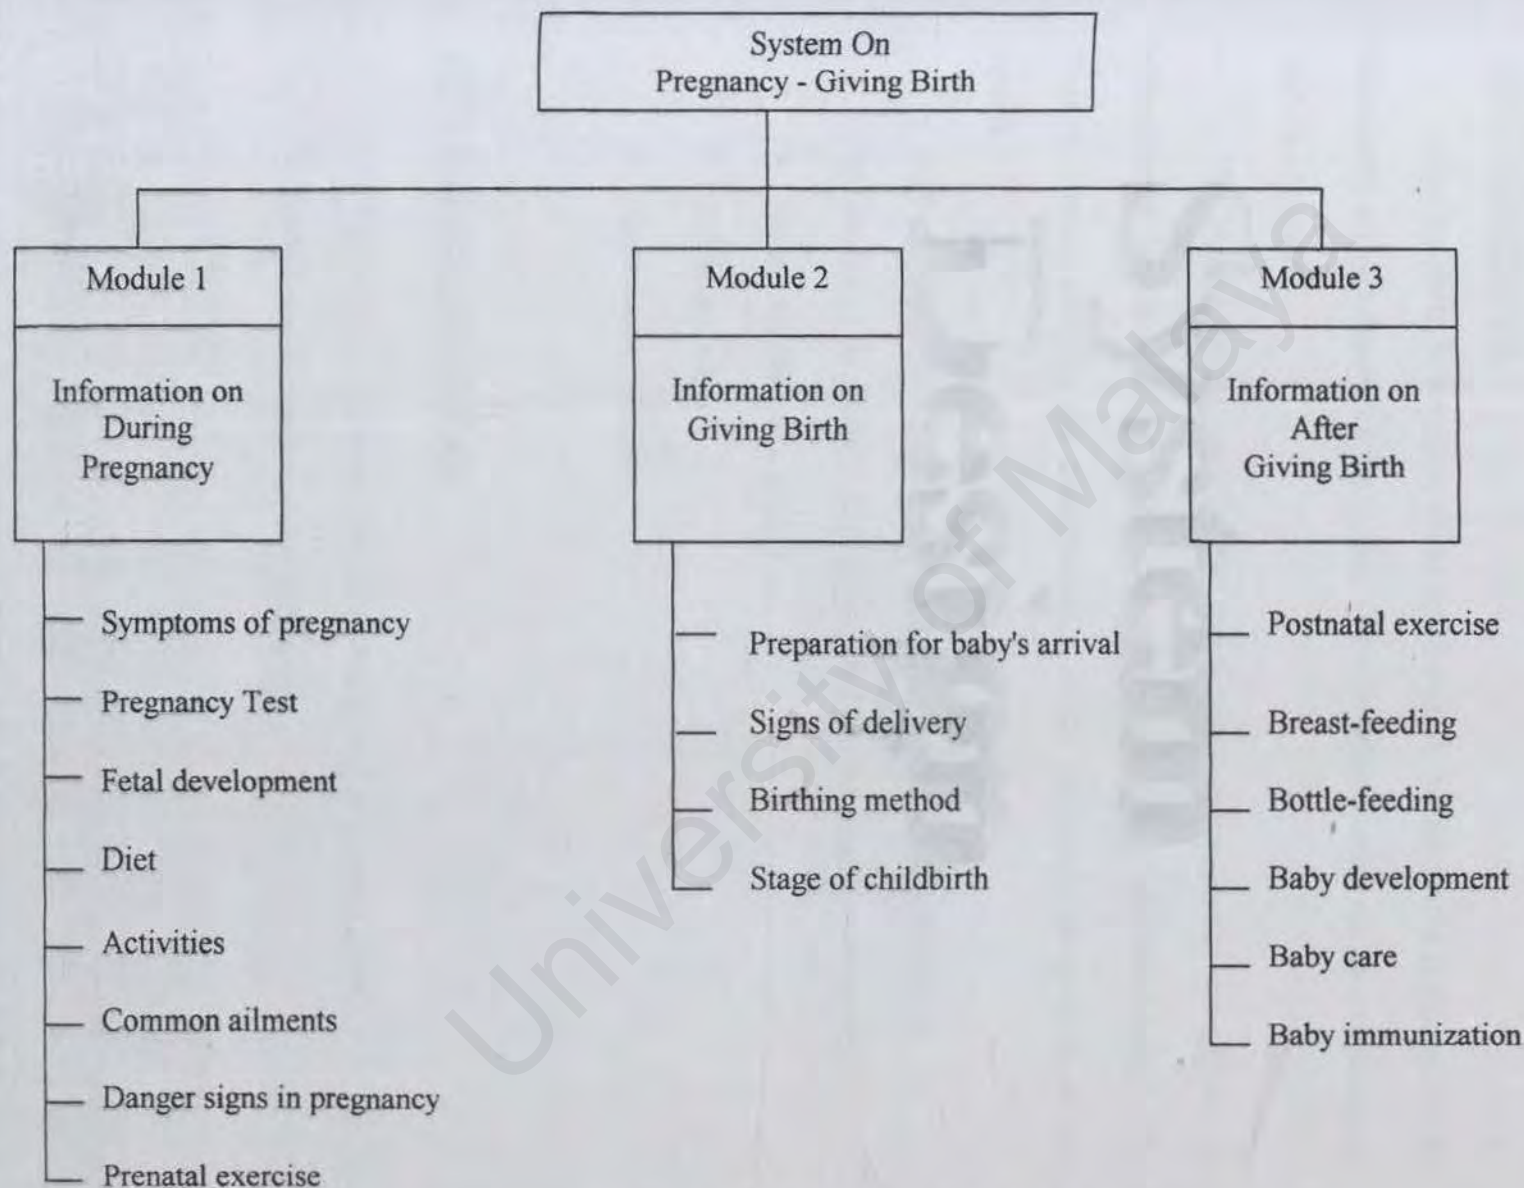 System On
Pregnancy - Giving Birth
Module 1
Information on
During
Pregnancy
Symptoms of pregnancy
Pregnancy Test
Fetal development
Diet
Activities
Common ailments
Danger signs in pregnancy
Prenatal exercise
Module 2
Information on
Giving Birth
Preparation for baby's arrival
Signs of delivery
Birthing method
Stage of childbirth
Module 3
Information on
After
Giving Birth
Postnatal exercise
Breast-feeding
Bottle-feeding
Baby development
Baby care
Baby immunization
University of Malaya